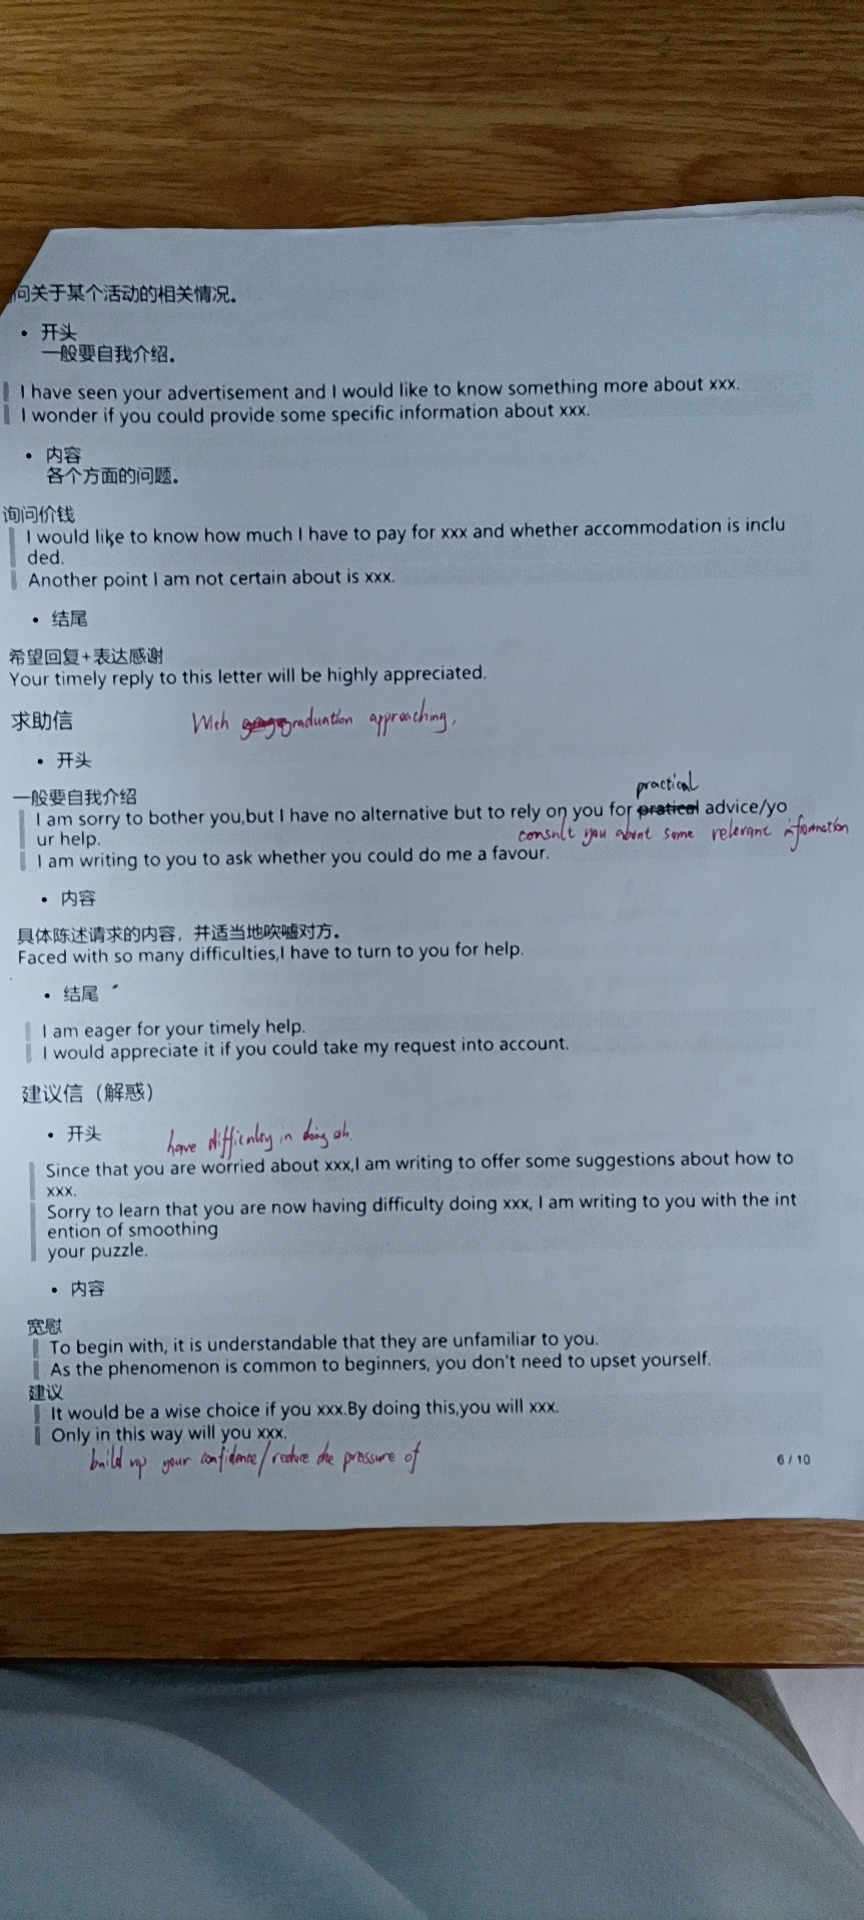 问关于某个活动的相关情况。
• 开头
一般要自我介绍。
I have seen your advertisement and I would like to know something more about xxx.
I wonder if you could provide some specific information about xxx.
• 内容
各个方面的问题。
询问价钱
I would like to know how much I have to pay for xxx and whether accommodation is inclu
ded.
Another point I am not certain about is xxx.
• 结尾
希望回复+表达感谢
Your timely reply to this letter will be highly appreciated.
求助信 With graduation approaching,
• 开头
practical
一般要自我介绍
I am sorry to bother you,but I have no alternative but to rely on you for pratical advice/yo
ur help. consult you about some relevant information
I am writing to you to ask whether you could do me a favour.
• 内容
具体陈述请求的内容，并适当地吹嘘对方。
Faced with so many difficulties,I have to turn to you for help.
• 结尾
I am eager for your timely help.
I would appreciate it if you could take my request into account.
建议信（解惑）
• 开头 have difficulty in doing sth.
Since that you are worried about xxx,I am writing to offer some suggestions about how to
xxx.
Sorry to learn that you are now having difficulty doing xxx, I am writing to you with the int
ention of smoothing
your puzzle.
• 内容
宽慰
To begin with, it is understandable that they are unfamiliar to you.
As the phenomenon is common to beginners, you don't need to upset yourself.
建议
It would be a wise choice if you xxx.By doing this,you will xxx.
Only in this way will you xxx.
build up your confidence/reduce the pressure of
6 / 10